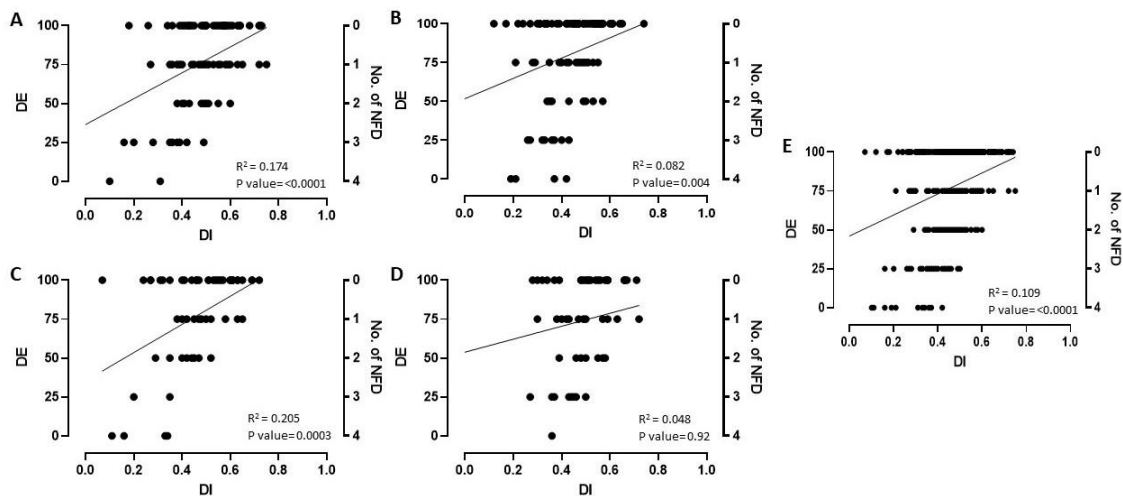 A
100
75
50
25
0
DE
0
1
2
3
4
No. of NFD
R² = 0.174
P value=<0.0001
0.0 0.2 0.4 0.6 0.8 1.0
DI
B
100
75
50
25
0
DE
0
1
2
3
4
No. of NFD
R² = 0.082
P value=0.004
0.0 0.2 0.4 0.6 0.8 1.0
DI
C
100
75
50
25
0
DE
0
1
2
3
4
No. of NFD
R² = 0.205
P value=0.0003
0.0 0.2 0.4 0.6 0.8 1.0
DI
D
100
75
50
25
0
DE
0
1
2
3
4
No. of NFD
R² = 0.048
P value=0.92
0.0 0.2 0.4 0.6 0.8 1.0
DI
E
100
75
50
25
0
DE
0
1
2
3
4
No. of NFD
R² = 0.109
P value=<0.0001
0.0 0.2 0.4 0.6 0.8 1.0
DI